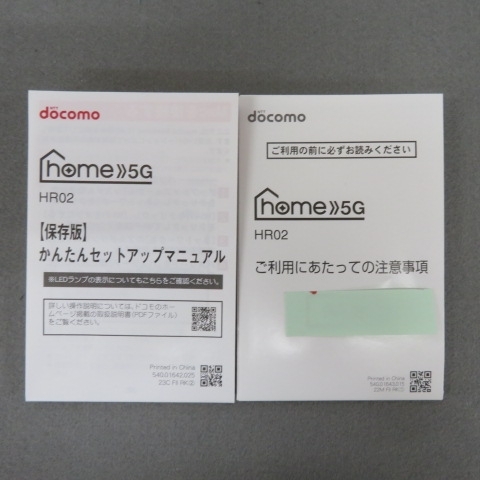 docomo
home 5G
HR02
【保存版】
かんたんセットアップマニュアル
※LEDランプの表示についてもこちらをご確認ください。
詳しい操作説明については、ドコモのホー
ムページ掲載の取扱説明書(PDFファイル)
をご覧ください。
Printed in China
docomo
ご利用の前に必ずお読みください
home 5G
HR02
ご利用にあたっての注意事項
Printed in China